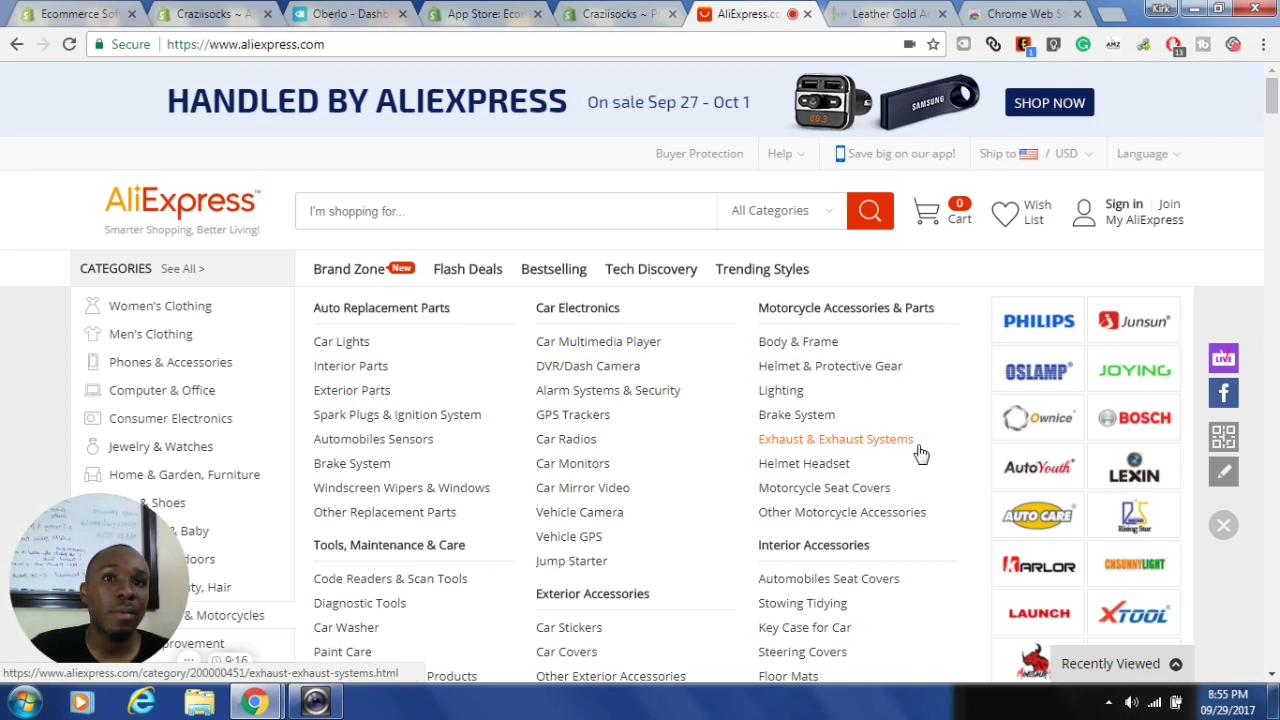 Ecommerce Sof
Craziisocks ~ A
Oberlo - Dashb
App Store: Eco
Craziisocks ~ P
AliExpress.co
Leather Gold A
Chrome Web S
Kirk
Secure
https://www.aliexpress.com
1
AMZ
13
HANDLED BY ALIEXPRESS
On sale Sep 27 - Oct 1
88.3
SAMSUNG
SHOP NOW
Buyer Protection
Help
Save big on our app!
Ship to / USD
Language
AliExpress™
Smarter Shopping, Better Living!
I'm shopping for...
All Categories
0
Cart
Wish
List
Sign in | Join
My AliExpress
CATEGORIES See All >
Brand Zone New
Flash Deals
Bestselling
Tech Discovery
Trending Styles
Women's Clothing
Men's Clothing
Phones & Accessories
Computer & Office
Consumer Electronics
Jewelry & Watches
Home & Garden, Furniture
& Shoes
& Baby
doors
ty, Hair
& Motorcycles
provement
9:16
Auto Replacement Parts
Car Lights
Interior Parts
Exterior Parts
Spark Plugs & Ignition System
Automobiles Sensors
Brake System
Windscreen Wipers & Windows
Other Replacement Parts
Tools, Maintenance & Care
Code Readers & Scan Tools
Diagnostic Tools
Car Washer
Paint Care
Products
Car Electronics
Car Multimedia Player
DVR/Dash Camera
Alarm Systems & Security
GPS Trackers
Car Radios
Car Monitors
Car Mirror Video
Vehicle Camera
Vehicle GPS
Jump Starter
Exterior Accessories
Car Stickers
Car Covers
Other Exterior Accessories
Motorcycle Accessories & Parts
Body & Frame
Helmet & Protective Gear
Lighting
Brake System
Exhaust & Exhaust Systems
Helmet Headset
Motorcycle Seat Covers
Other Motorcycle Accessories
Interior Accessories
Automobiles Seat Covers
Stowing Tidying
Key Case for Car
Steering Covers
Floor Mats
PHILIPS
Junsun®
OSLAMP®
JOYING
Ownice®
BOSCH
AutoYouth®
LEXIN
AUTO CARE
Rising Star
KARLOR
CHSUNNYLIGHT
LAUNCH
XTOOL
LIVE
Recently Viewed
https://www.aliexpress.com/category/200000451/exhaust-exhaust-systems.html
8:55 PM
09/29/2017